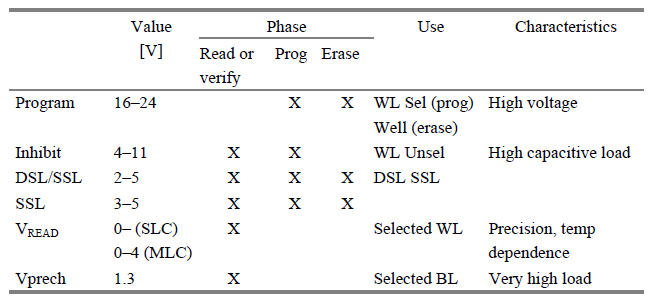 Value Phase Use Characteristics
[V] Read or Prog Erase
verify
Program 16–24 X X WL Sel (prog) High voltage
Well (erase)
Inhibit 4–11 X X WL Unsel High capacitive load
DSL/SSL 2–5 X X X DSL SSL
SSL 3–5 X X X
VREAD 0– (SLC) X Selected WL Precision, temp
0–4 (MLC) dependence
Vprech 1.3 X Selected BL Very high load